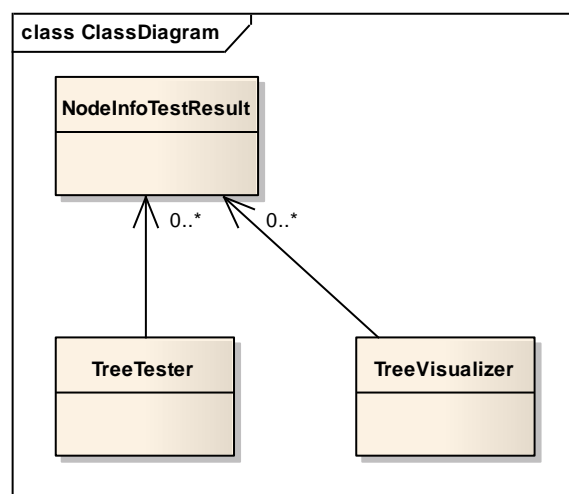 class ClassDiagram
NodeInfoTestResult
0..*
0..*
TreeTester
TreeVisualizer